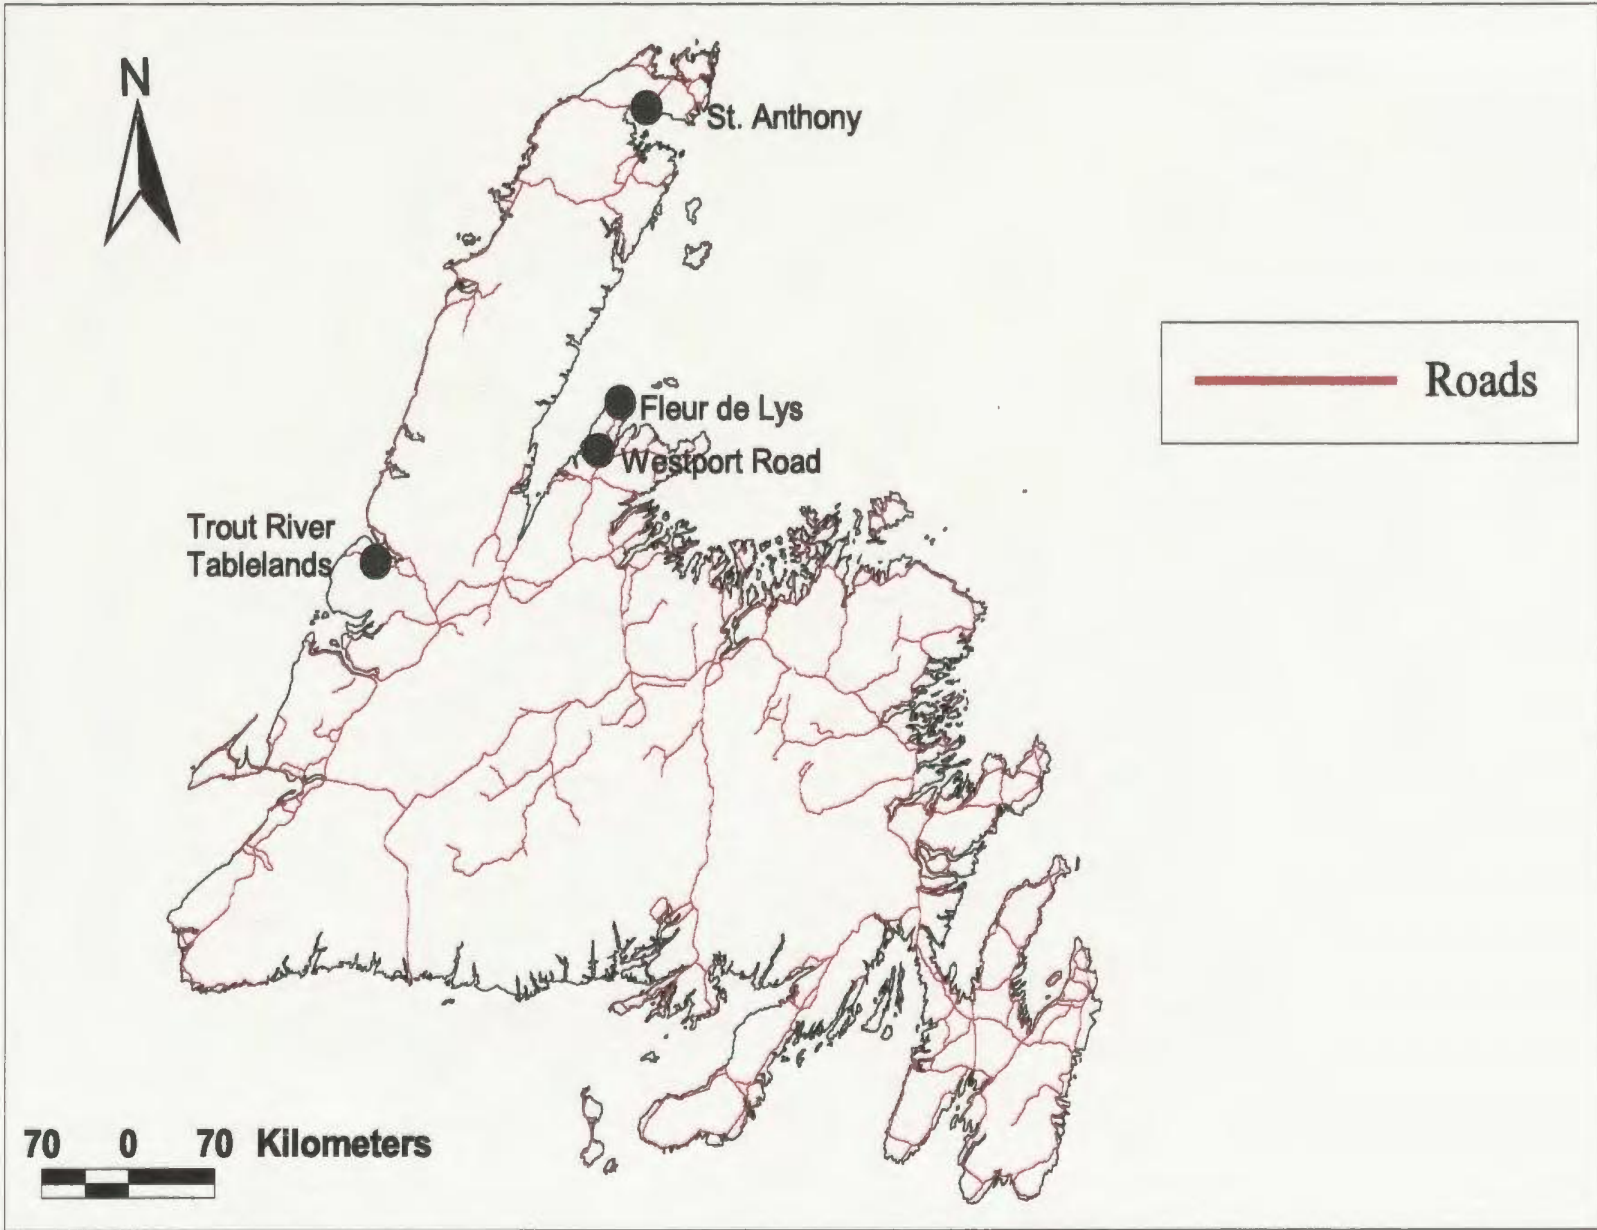 N
St. Anthony
Roads
Fleur de Lys
Westport Road
Trout River
Tablelands
70 0 70 Kilometers